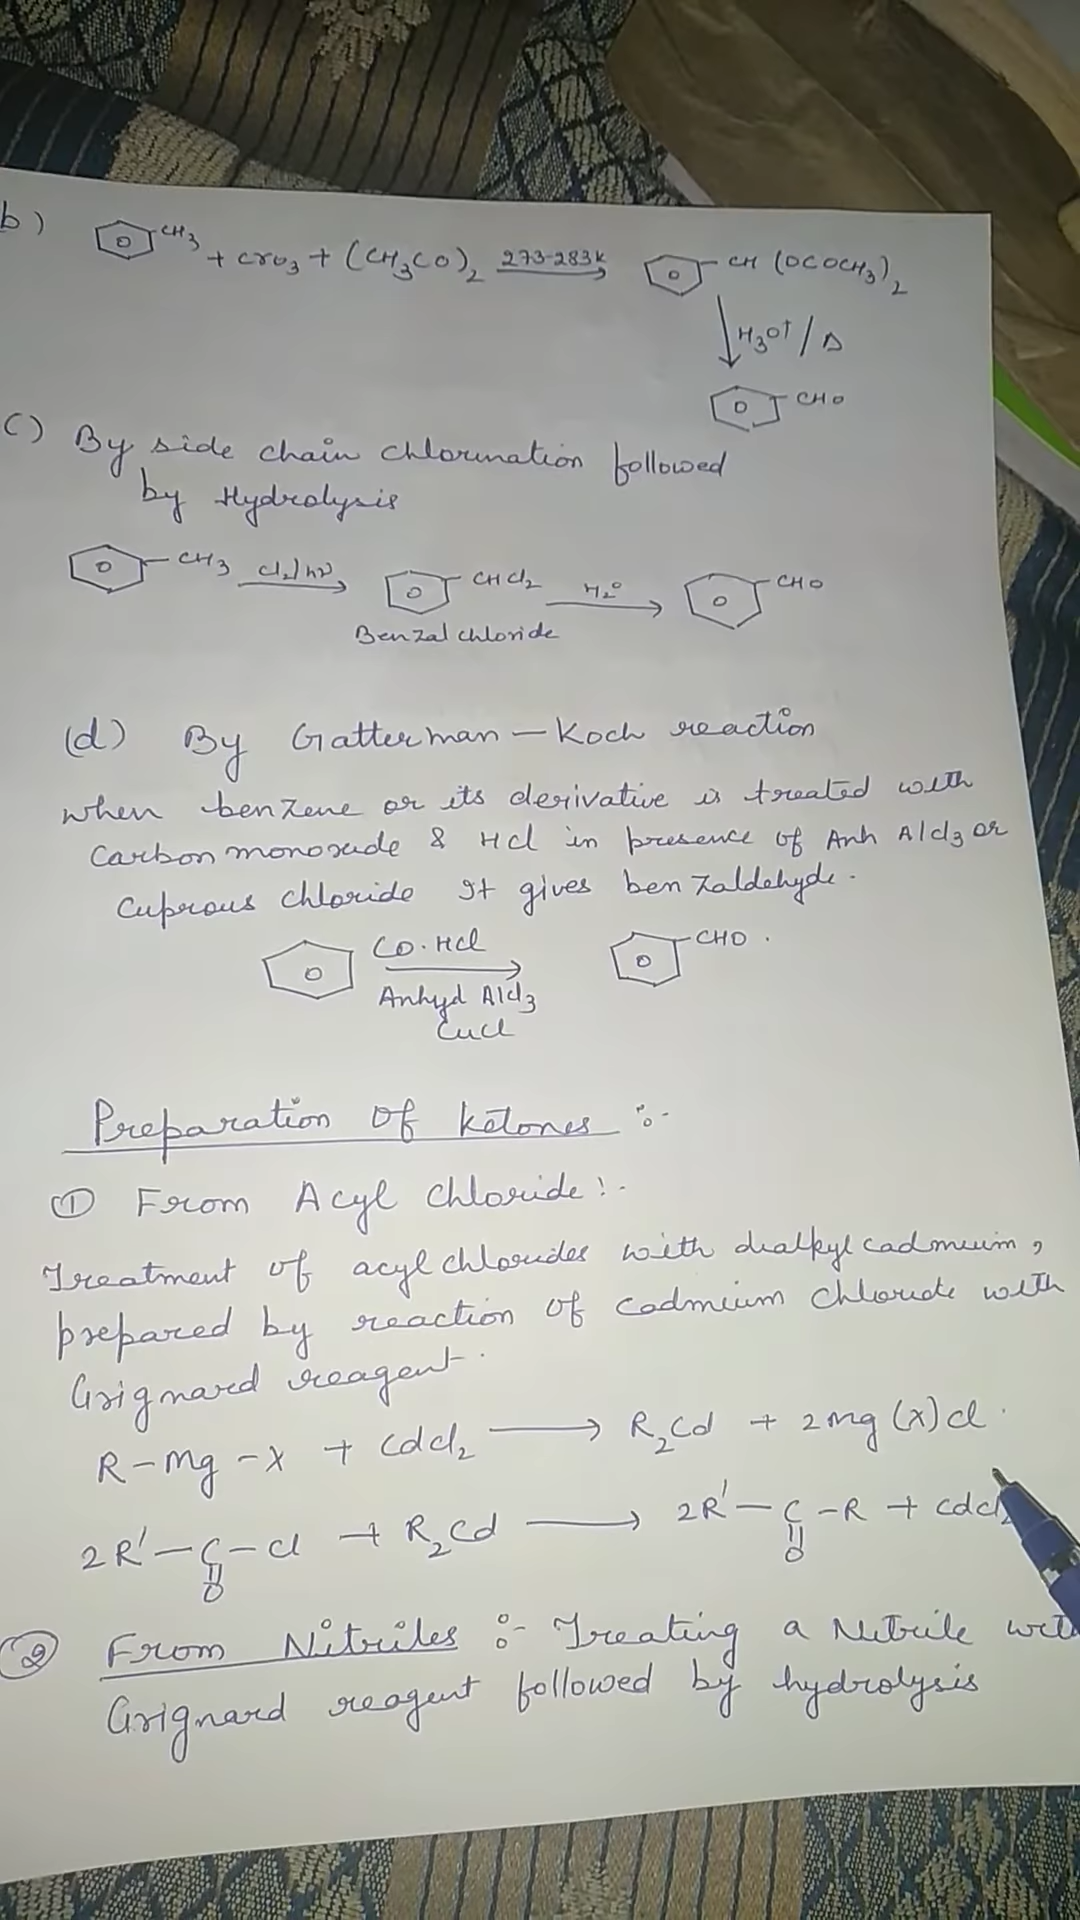 b) CH3 + CrO3 + (CH3CO)2 273-283K CH (OCOCH3)2
H3O+ / Δ
CHO
C) By side chain chlorination followed
by Hydrolysis
CH3 Cl2/hν CHCl2 H2O CHO
Benzal chloride
(d) By Gatterman - Koch reaction
when benzene or its derivative is treated with
Carbon monoxide & HCl in presence of Anh AlCl3 or
Cuprous chloride It gives benzaldehyde.
CO. HCl CHO.
Anhyd AlCl3
CuCl
Preparation of ketones :-
① From Acyl chloride:-
Treatment of acyl chlorides with dialkyl cadmium,
prepared by reaction of cadmium chloride with
Grignard reagent.
R-Mg-X + CdCl2 → R2Cd + 2Mg(X)Cl.
2R'-C-Cl + R2Cd → 2R'-C-R + CdCl2
O O
② From Nitriles :- Treating a Nitrile
Grignard reagent followed by hydrolysis